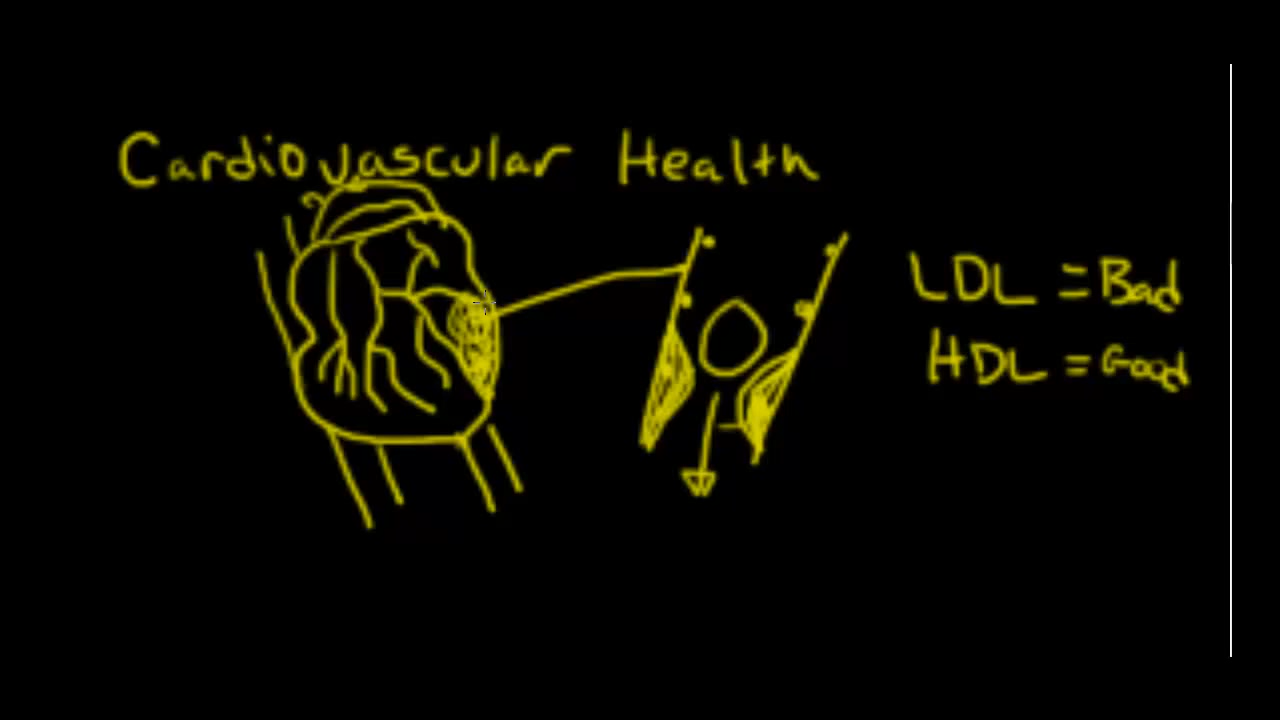 Cardiovascular Health
LDL = Bad
HDL = Good